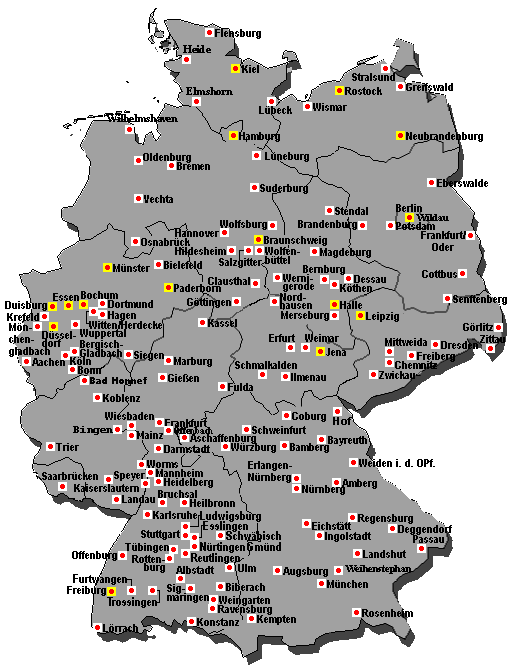 Flensburg
Heide
Kiel
Stralsund
Greifswald
Rostock
Elmshorn
Lübeck
Wismar
Wilhelmshaven
Hamburg
Neubrandenburg
Oldenburg
Bremen
Lüneburg
Eberswalde
Suderburg
Vechta
Stendal
Berlin
Wildau
Wolfsburg
Brandenburg
Potsdam
Hannover
Frankfurt/
Oder
Osnabrück
Braunschweig
Hildesheim
Wolfen-
büttel
Magdeburg
Salzgitter
Münster
Bielefeld
Cottbus
Bernburg
Dessau
Clausthal
Werni-
gerode
Köthen
Paderborn
Senftenberg
Essen
Bochum
Duisburg
Dortmund
Göttingen
Nord-
hausen
Halle
Krefeld
Hagen
Merseburg
Leipzig
Mön-
chen-
gladbach
Witten/Herdecke
Kassel
Görlitz
Düssel-
dorf
Wuppertal
Zittau
Erfurt
Weimar
Mittweida
Dresden
Bergisch-
Gladbach
Jena
Freiberg
Siegen
Aachen
Köln
Marburg
Chemnitz
Bonn
Schmalkalden
Zwickau
Bad Honnef
Gießen
Ilmenau
Fulda
Koblenz
Wiesbaden
Coburg
Hof
Frankfurt
Bingen
Offenbach
Schweinfurt
Mainz
Aschaffenburg
Bayreuth
Trier
Darmstadt
Würzburg
Bamberg
Worms
Erlangen-
Nürnberg
Weiden i. d. OPf.
Saarbrücken
Speyer
Mannheim
Kaiserslautern
Heidelberg
Amberg
Nürnberg
Landau
Bruchsal
Heilbronn
Karlsruhe
Ludwigsburg
Regensburg
Esslingen
Eichstätt
Deggendorf
Stuttgart
Schwäbisch
Gmünd
Ingolstadt
Passau
Tübingen
Nürtingen
Offenburg
Reutlingen
Landshut
Rotten-
burg
Ulm
Augsburg
Weihenstephan
Furtwangen
Albstadt
Freiburg
Sig-
maringen
Biberach
München
Trossingen
Weingarten
Ravensburg
Rosenheim
Lörrach
Konstanz
Kempten